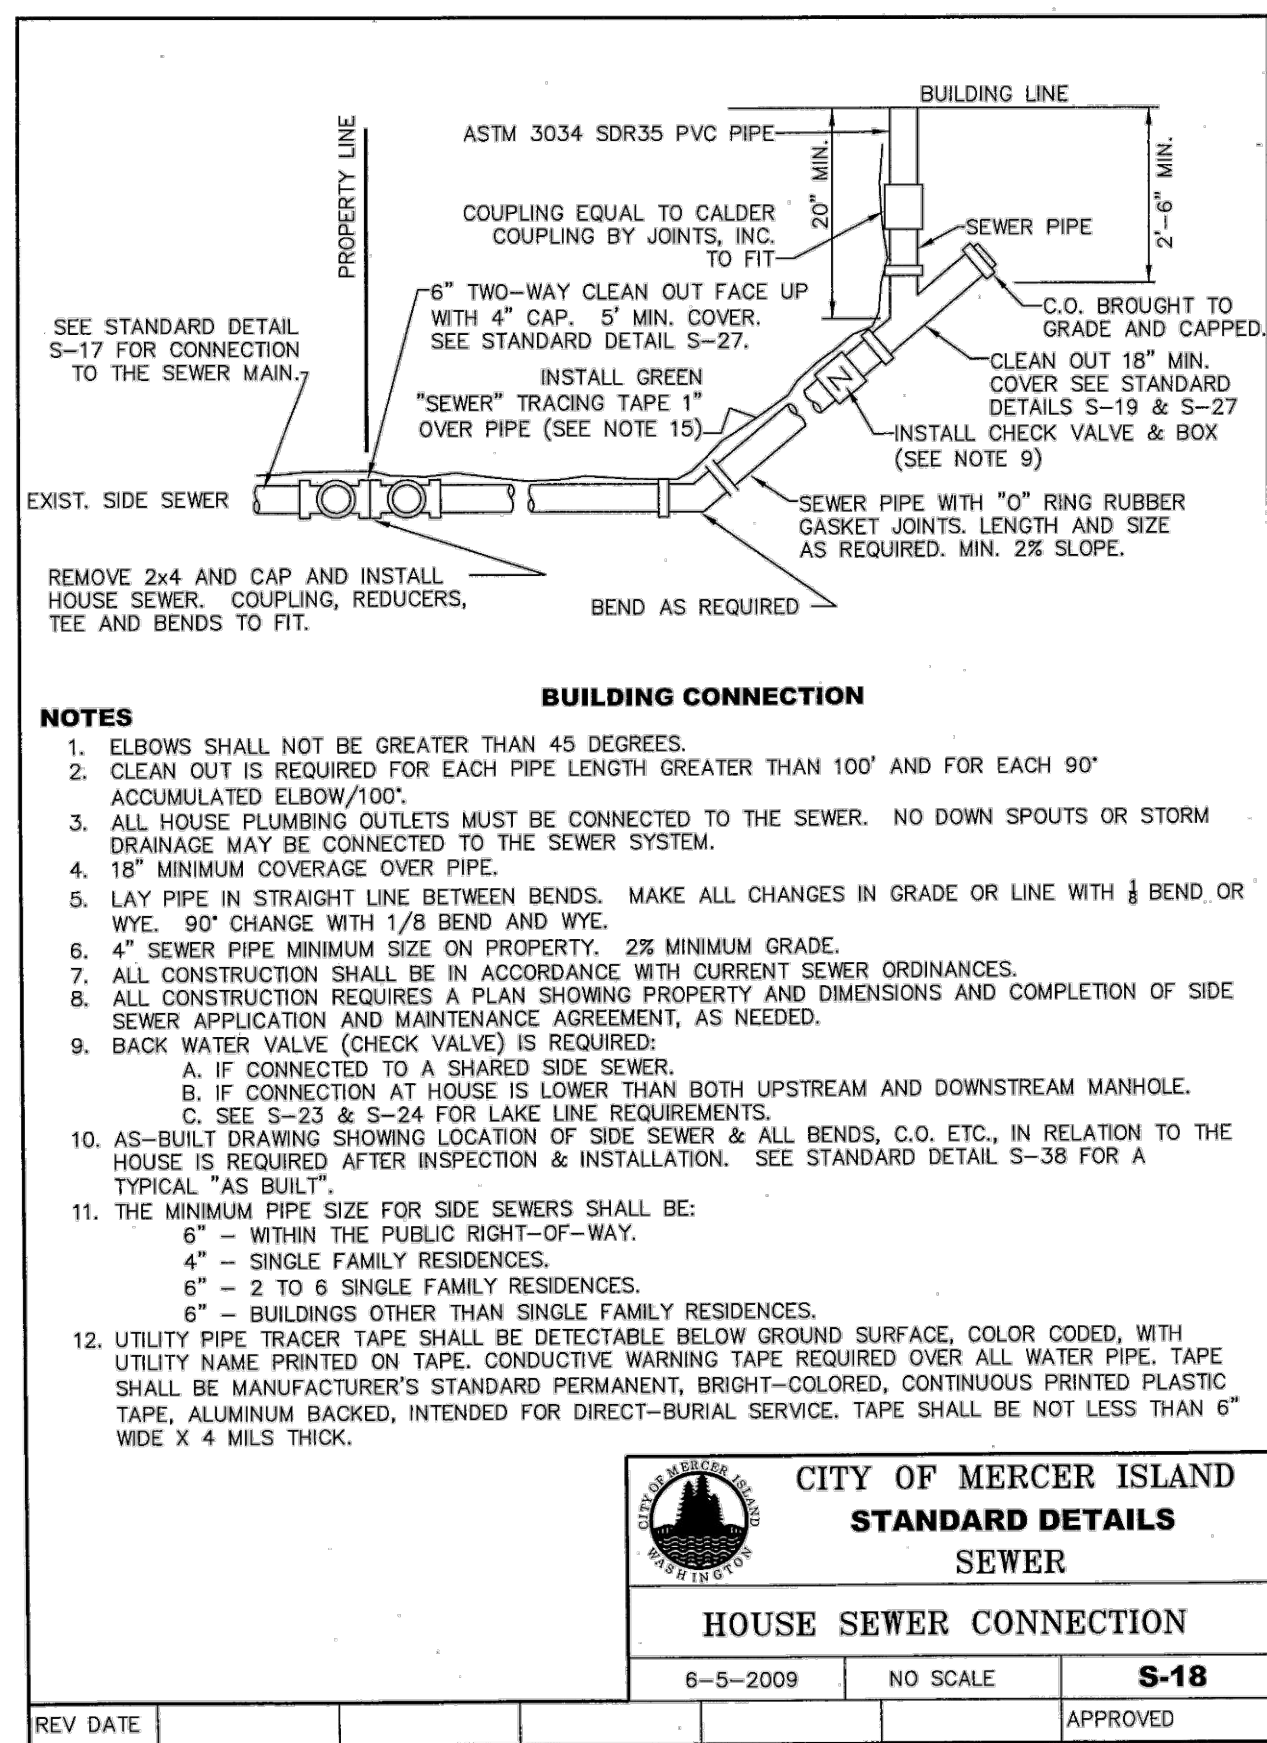 BUILDING LINE
PROPERTY LINE
ASTM 3034 SDR35 PVC PIPE
20" MIN.
2'-6" MIN.
COUPLING EQUAL TO CALDER
COUPLING BY JOINTS, INC.
TO FIT
SEWER PIPE
6" TWO-WAY CLEAN OUT FACE UP
WITH 4" CAP. 5' MIN. COVER.
SEE STANDARD DETAIL S-27.
C.O. BROUGHT TO
GRADE AND CAPPED.
SEE STANDARD DETAIL
S-17 FOR CONNECTION
TO THE SEWER MAIN.
CLEAN OUT 18" MIN.
COVER SEE STANDARD
DETAILS S-19 & S-27
INSTALL GREEN
"SEWER" TRACING TAPE 1"
OVER PIPE (SEE NOTE 15)
N
INSTALL CHECK VALVE & BOX
(SEE NOTE 9)
EXIST. SIDE SEWER
SEWER PIPE WITH "O" RING RUBBER
GASKET JOINTS. LENGTH AND SIZE
AS REQUIRED. MIN. 2% SLOPE.
REMOVE 2x4 AND CAP AND INSTALL
HOUSE SEWER. COUPLING, REDUCERS,
TEE AND BENDS TO FIT.
BEND AS REQUIRED
BUILDING CONNECTION
NOTES
1. ELBOWS SHALL NOT BE GREATER THAN 45 DEGREES.
2. CLEAN OUT IS REQUIRED FOR EACH PIPE LENGTH GREATER THAN 100' AND FOR EACH 90°
ACCUMULATED ELBOW/100°.
3. ALL HOUSE PLUMBING OUTLETS MUST BE CONNECTED TO THE SEWER. NO DOWN SPOUTS OR STORM
DRAINAGE MAY BE CONNECTED TO THE SEWER SYSTEM.
4. 18" MINIMUM COVERAGE OVER PIPE.
5. LAY PIPE IN STRAIGHT LINE BETWEEN BENDS. MAKE ALL CHANGES IN GRADE OR LINE WITH ⅛ BEND OR
WYE. 90° CHANGE WITH 1/8 BEND AND WYE.
6. 4" SEWER PIPE MINIMUM SIZE ON PROPERTY. 2% MINIMUM GRADE.
7. ALL CONSTRUCTION SHALL BE IN ACCORDANCE WITH CURRENT SEWER ORDINANCES.
8. ALL CONSTRUCTION REQUIRES A PLAN SHOWING PROPERTY AND DIMENSIONS AND COMPLETION OF SIDE
SEWER APPLICATION AND MAINTENANCE AGREEMENT, AS NEEDED.
9. BACK WATER VALVE (CHECK VALVE) IS REQUIRED:
A. IF CONNECTED TO A SHARED SIDE SEWER.
B. IF CONNECTION AT HOUSE IS LOWER THAN BOTH UPSTREAM AND DOWNSTREAM MANHOLE.
C. SEE S-23 & S-24 FOR LAKE LINE REQUIREMENTS.
10. AS-BUILT DRAWING SHOWING LOCATION OF SIDE SEWER & ALL BENDS, C.O. ETC., IN RELATION TO THE
HOUSE IS REQUIRED AFTER INSPECTION & INSTALLATION. SEE STANDARD DETAIL S-38 FOR A
TYPICAL "AS BUILT".
11. THE MINIMUM PIPE SIZE FOR SIDE SEWERS SHALL BE:
6" - WITHIN THE PUBLIC RIGHT-OF-WAY.
4" - SINGLE FAMILY RESIDENCES.
6" - 2 TO 6 SINGLE FAMILY RESIDENCES.
6" - BUILDINGS OTHER THAN SINGLE FAMILY RESIDENCES.
12. UTILITY PIPE TRACER TAPE SHALL BE DETECTABLE BELOW GROUND SURFACE, COLOR CODED, WITH
UTILITY NAME PRINTED ON TAPE. CONDUCTIVE WARNING TAPE REQUIRED OVER ALL WATER PIPE. TAPE
SHALL BE MANUFACTURER'S STANDARD PERMANENT, BRIGHT-COLORED, CONTINUOUS PRINTED PLASTIC
TAPE, ALUMINUM BACKED, INTENDED FOR DIRECT-BURIAL SERVICE. TAPE SHALL BE NOT LESS THAN 6"
WIDE X 4 MILS THICK.
CITY OF MERCER ISLAND
WASHINGTON
CITY OF MERCER ISLAND
STANDARD DETAILS
SEWER
HOUSE SEWER CONNECTION
6-5-2009
NO SCALE
S-18
REV DATE
APPROVED